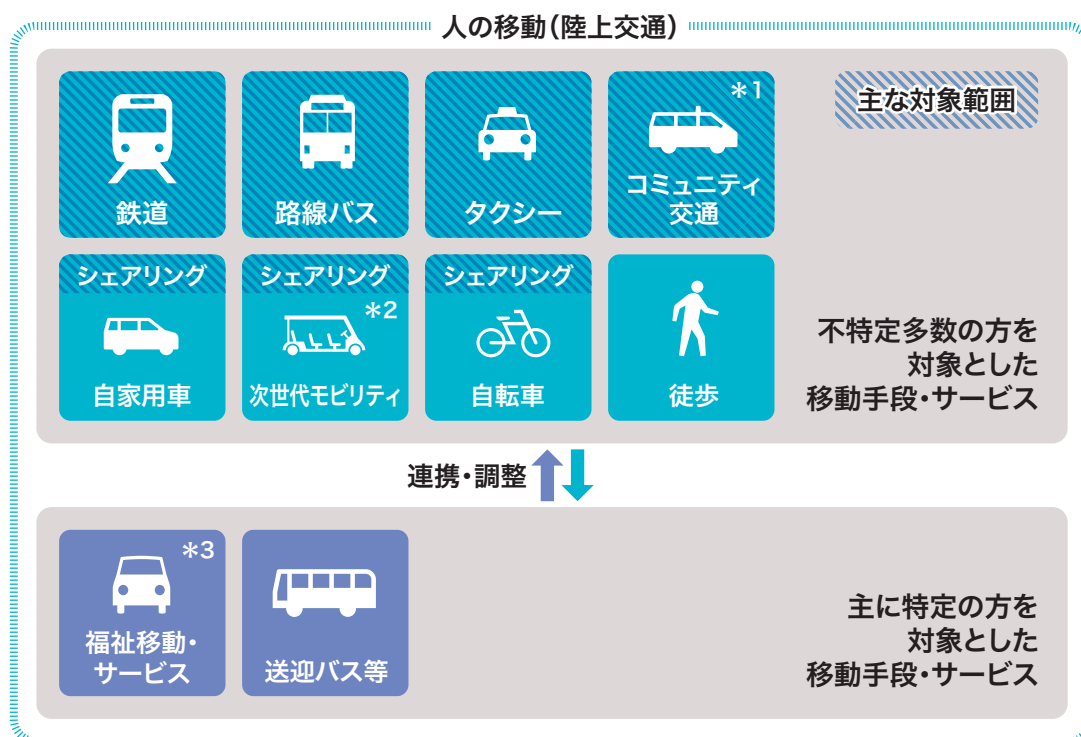 人の移動(陸上交通)
主な対象範囲
鉄道
路線バス
タクシー
*1
コミュニティ
交通
シェアリング
自家用車
シェアリング
*2
次世代モビリティ
シェアリング
自転車
徒歩
不特定多数の方を
対象とした
移動手段・サービス
連携・調整
*3
福祉移動・
サービス
送迎バス等
主に特定の方を
対象とした
移動手段・サービス